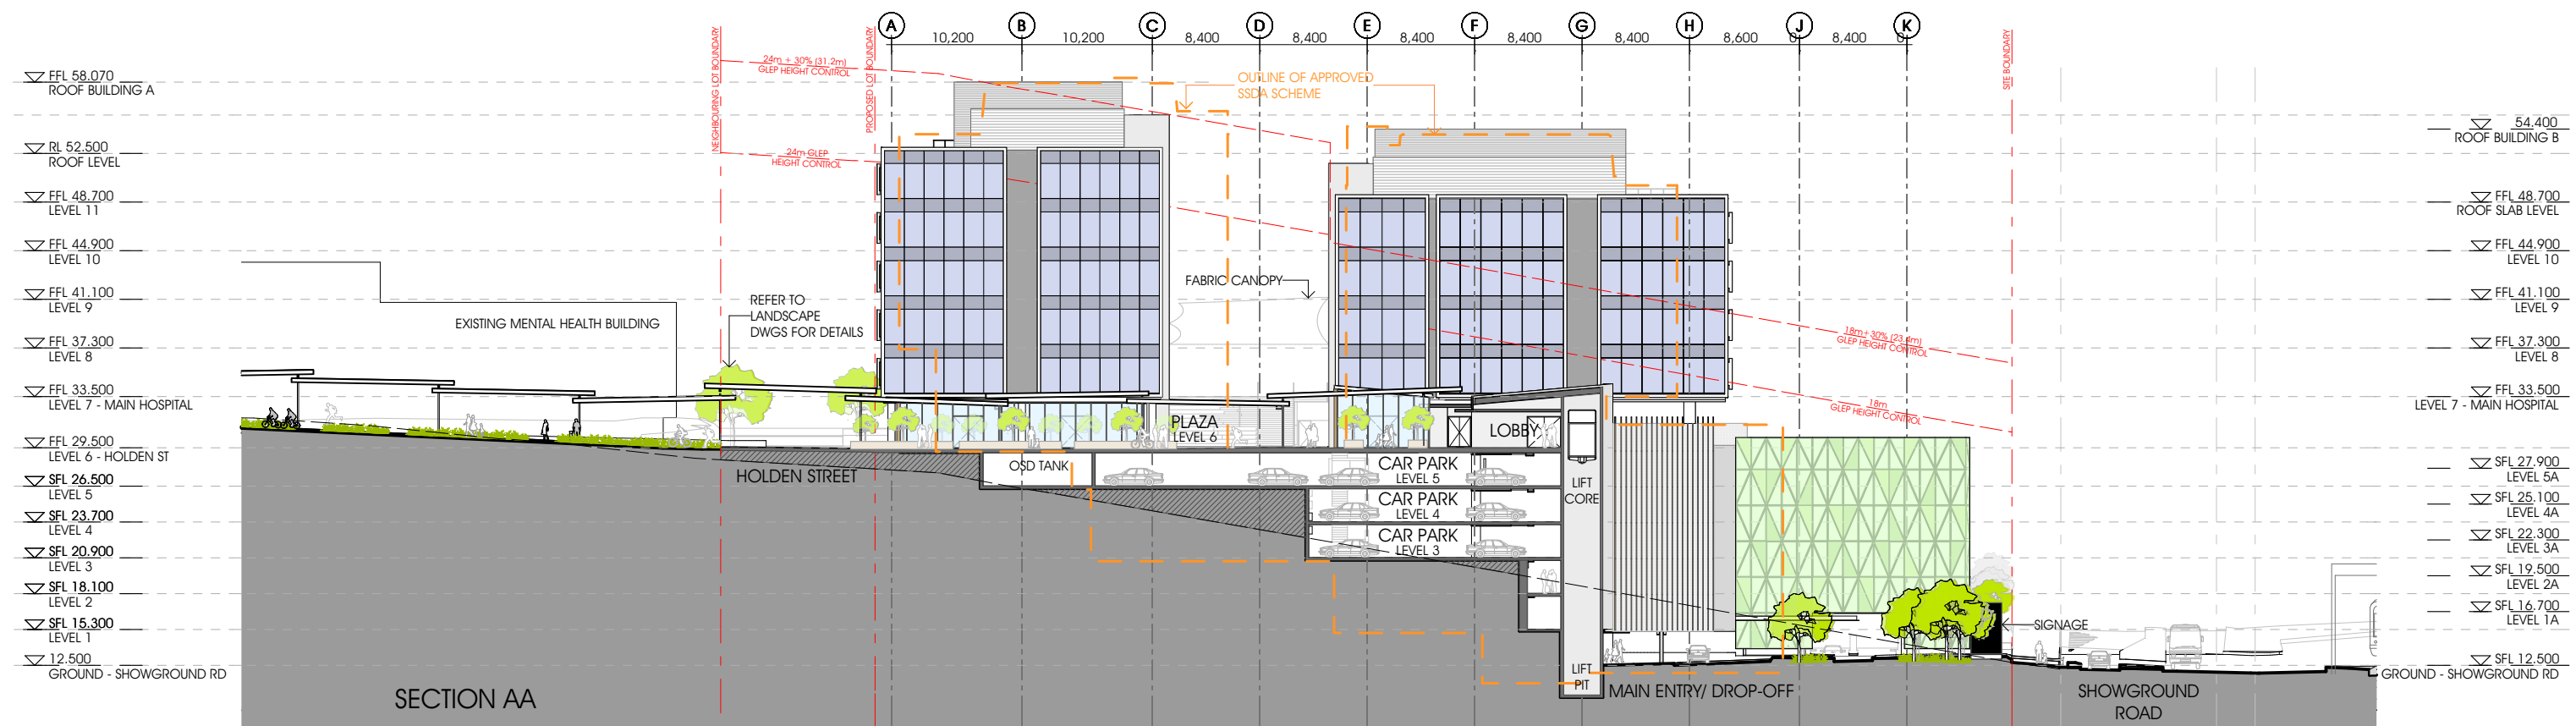 A B C D E F G H J K
10,200 10,200 8,400 8,400 8,400 8,400 8,400 8,600 8,400
NEIGHBOURING LOT BOUNDARY
PROPOSED LOT BOUNDARY
SITE BOUNDARY
24m + 30% (31.2m)
GLEP HEIGHT CONTROL
24m GLEP
HEIGHT CONTROL
OUTLINE OF APPROVED
SSDA SCHEME
FFL 58.070
ROOF BUILDING A
RL 52.500
ROOF LEVEL
FFL 48.700
LEVEL 11
FFL 44.900
LEVEL 10
FFL 41.100
LEVEL 9
FFL 37.300
LEVEL 8
FFL 33.500
LEVEL 7 - MAIN HOSPITAL
FFL 29.500
LEVEL 6 - HOLDEN ST
SFL 26.500
LEVEL 5
SFL 23.700
LEVEL 4
SFL 20.900
LEVEL 3
SFL 18.100
LEVEL 2
SFL 15.300
LEVEL 1
12.500
GROUND - SHOWGROUND RD
EXISTING MENTAL HEALTH BUILDING
REFER TO
LANDSCAPE
DWGS FOR DETAILS
FABRIC CANOPY
PLAZA
LEVEL 6
LOBBY
HOLDEN STREET
OSD TANK
CAR PARK
LEVEL 5
CAR PARK
LEVEL 4
CAR PARK
LEVEL 3
LIFT
CORE
LIFT
PIT
18m+30% (23.4m)
GLEP HEIGHT CONTROL
18m
GLEP HEIGHT CONTROL
SIGNAGE
SECTION AA
MAIN ENTRY/ DROP-OFF
SHOWGROUND
ROAD
54.400
ROOF BUILDING B
FFL 48.700
ROOF SLAB LEVEL
FFL 44.900
LEVEL 10
FFL 41.100
LEVEL 9
FFL 37.300
LEVEL 8
FFL 33.500
LEVEL 7 - MAIN HOSPITAL
SFL 27.900
LEVEL 5A
SFL 25.100
LEVEL 4A
SFL 22.300
LEVEL 3A
SFL 19.500
LEVEL 2A
SFL 16.700
LEVEL 1A
SFL 12.500
GROUND - SHOWGROUND RD